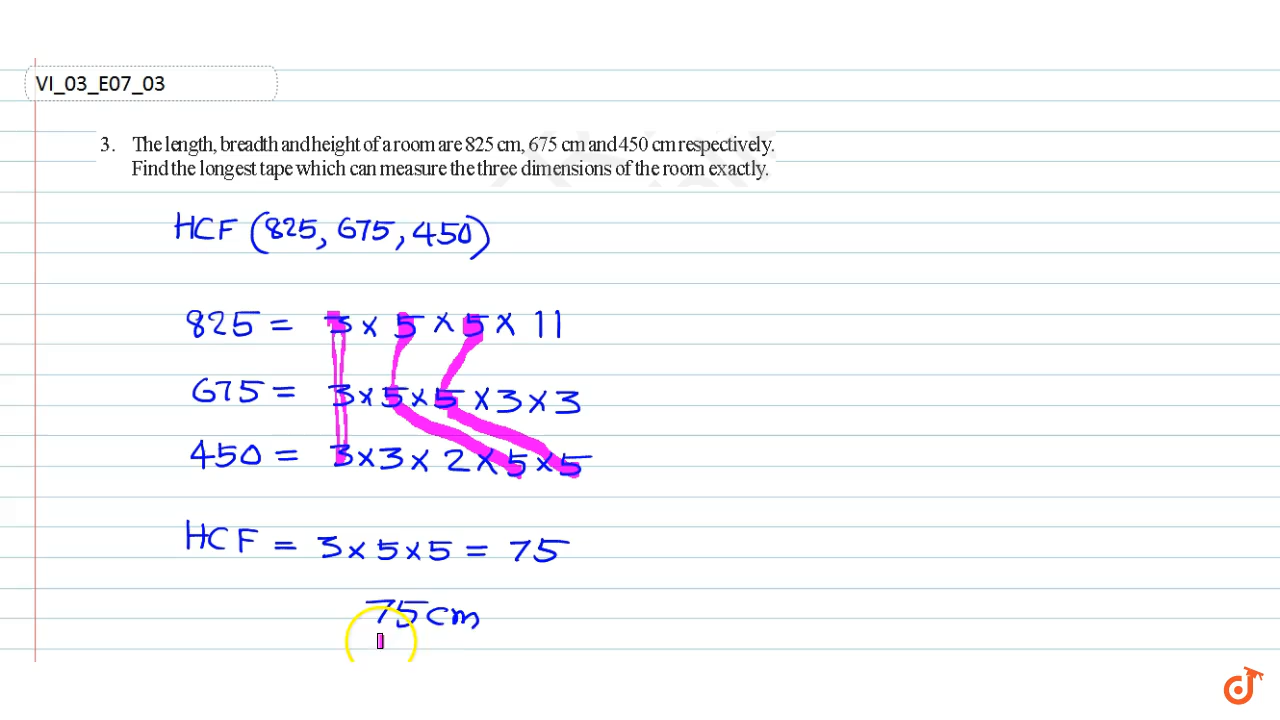 VI_03_E07_03
3. The length, breadth and height of a room are 825 cm, 675 cm and 450 cm respectively.
Find the longest tape which can measure the three dimensions of the room exactly.
HCF (825, 675, 450)
825 = 3 × 5 × 5 × 11
675 = 3 × 5 × 5 × 3 × 3
450 = 3 × 3 × 2 × 5 × 5
HCF = 3 × 5 × 5 = 75
75 cm